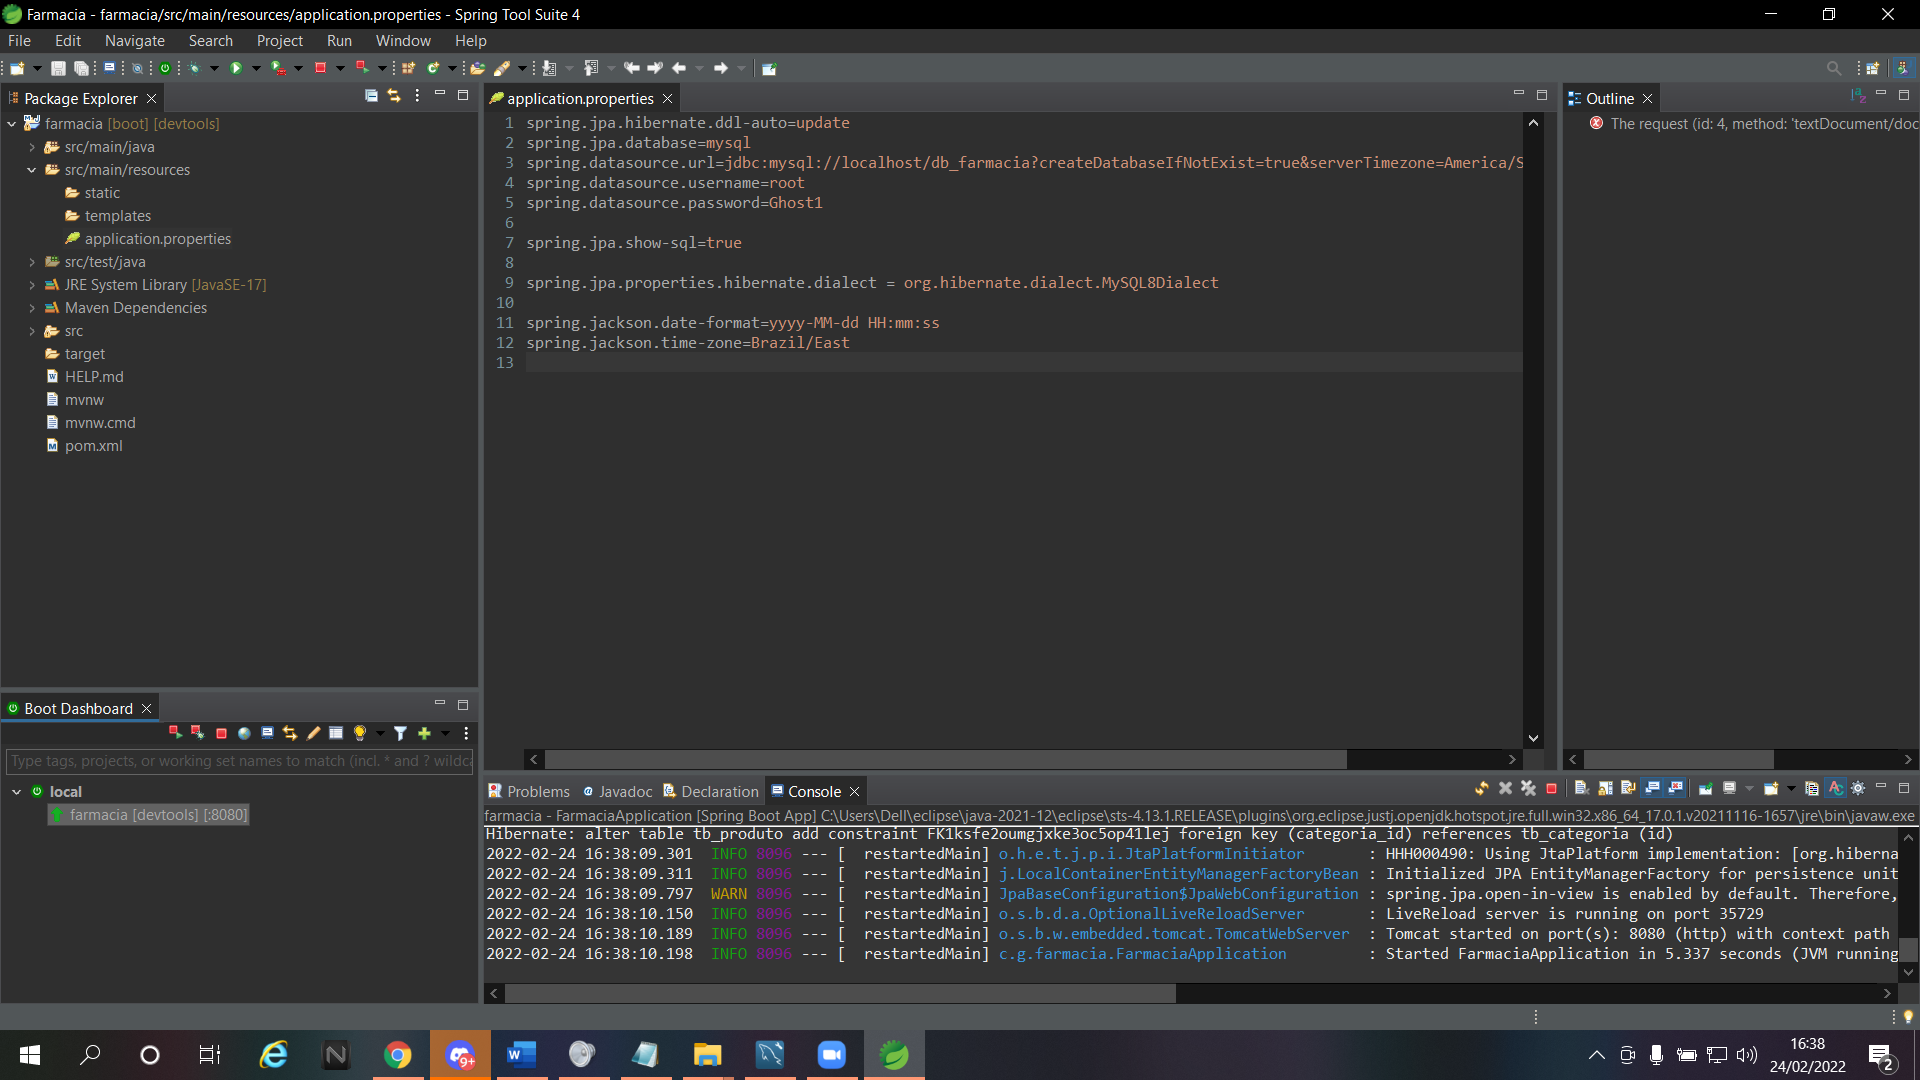 Farmacia - farmacia/src/main/resources/application.properties - Spring Tool Suite 4
File Edit Navigate Search Project Run Window Help
Package Explorer
farmacia [boot] [devtools]
src/main/java
src/main/resources
static
templates
application.properties
src/test/java
JRE System Library [JavaSE-17]
Maven Dependencies
src
target
HELP.md
mvnw
mvnw.cmd
pom.xml
application.properties
1 spring.jpa.hibernate.ddl-auto=update
2 spring.jpa.database=mysql
3 spring.datasource.url=jdbc:mysql://localhost/db_farmacia?createDatabaseIfNotExist=true&serverTimezone=America/S
4 spring.datasource.username=root
5 spring.datasource.password=Ghost1
6
7 spring.jpa.show-sql=true
8
9 spring.jpa.properties.hibernate.dialect = org.hibernate.dialect.MySQL8Dialect
10
11 spring.jackson.date-format=yyyy-MM-dd HH:mm:ss
12 spring.jackson.time-zone=Brazil/East
13
Outline
The request (id: 4, method: 'textDocument/doc
Boot Dashboard
Type tags, projects, or working set names to match (incl. * and ? wildca
local
farmacia [devtools] [:8080]
Problems Javadoc Declaration Console
farmacia - FarmaciaApplication [Spring Boot App] C:\Users\Dell\eclipse\java-2021-12\eclipse\sts-4.13.1.RELEASE\plugins\org.eclipse.justj.openjdk.hotspot.jre.full.win32.x86_64_17.0.1.v20211116-1657\jre\bin\javaw.exe
Hibernate: alter table tb_produto add constraint FK1ksfe2oumgjxke3oc5op41lej foreign key (categoria_id) references tb_categoria (id)
2022-02-24 16:38:09.301 INFO 8096 --- [ restartedMain] o.h.e.t.j.p.i.JtaPlatformInitiator : HHH000490: Using JtaPlatform implementation: [org.hiberna
2022-02-24 16:38:09.311 INFO 8096 --- [ restartedMain] j.LocalContainerEntityManagerFactoryBean : Initialized JPA EntityManagerFactory for persistence unit
2022-02-24 16:38:09.797 WARN 8096 --- [ restartedMain] JpaBaseConfiguration$JpaWebConfiguration : spring.jpa.open-in-view is enabled by default. Therefore,
2022-02-24 16:38:10.150 INFO 8096 --- [ restartedMain] o.s.b.d.a.OptionalLiveReloadServer : LiveReload server is running on port 35729
2022-02-24 16:38:10.189 INFO 8096 --- [ restartedMain] o.s.b.w.embedded.tomcat.TomcatWebServer : Tomcat started on port(s): 8080 (http) with context path
2022-02-24 16:38:10.198 INFO 8096 --- [ restartedMain] c.g.farmacia.FarmaciaApplication : Started FarmaciaApplication in 5.337 seconds (JVM running
9+
16:38
24/02/2022
2